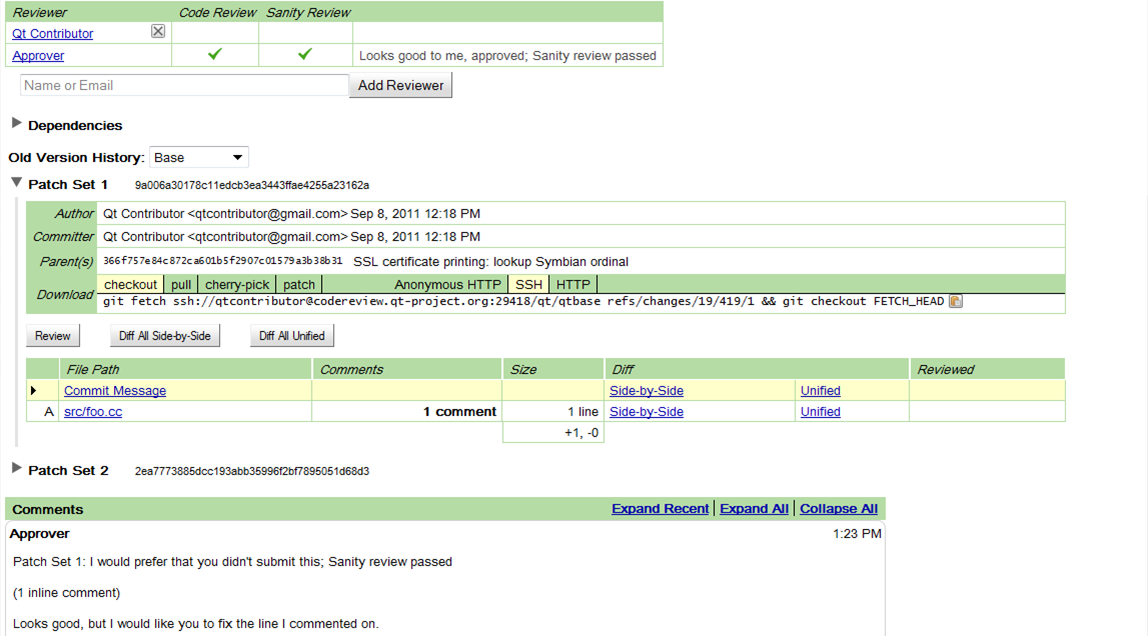 Reviewer Code Review Sanity Review
Qt Contributor
Approver Looks good to me, approved; Sanity review passed
Name or Email Add Reviewer
Dependencies
Old Version History: Base
Patch Set 1 9a006a30178c11edcb3ea3443ffae4255a23162a
Author Qt Contributor <qtcontributor@gmail.com> Sep 8, 2011 12:18 PM
Committer Qt Contributor <qtcontributor@gmail.com> Sep 8, 2011 12:18 PM
Parent(s) 366f757e84c872ca601b5f2907c01579a3b38b31 SSL certificate printing: lookup Symbian ordinal
Download checkout pull cherry-pick patch Anonymous HTTP SSH HTTP
git fetch ssh://qtcontributor@codereview.qt-project.org:29418/qt/qtbase refs/changes/19/419/1 && git checkout FETCH_HEAD
Review Diff All Side-by-Side Diff All Unified
File Path Comments Size Diff Reviewed
Commit Message Side-by-Side Unified
A src/foo.cc 1 comment 1 line Side-by-Side Unified
+1, -0
Patch Set 2 2ea7773885dcc193abb35996f2bf7895051d68d3
Comments Expand Recent Expand All Collapse All
Approver 1:23 PM
Patch Set 1: I would prefer that you didn't submit this; Sanity review passed
(1 inline comment)
Looks good, but I would like you to fix the line I commented on.